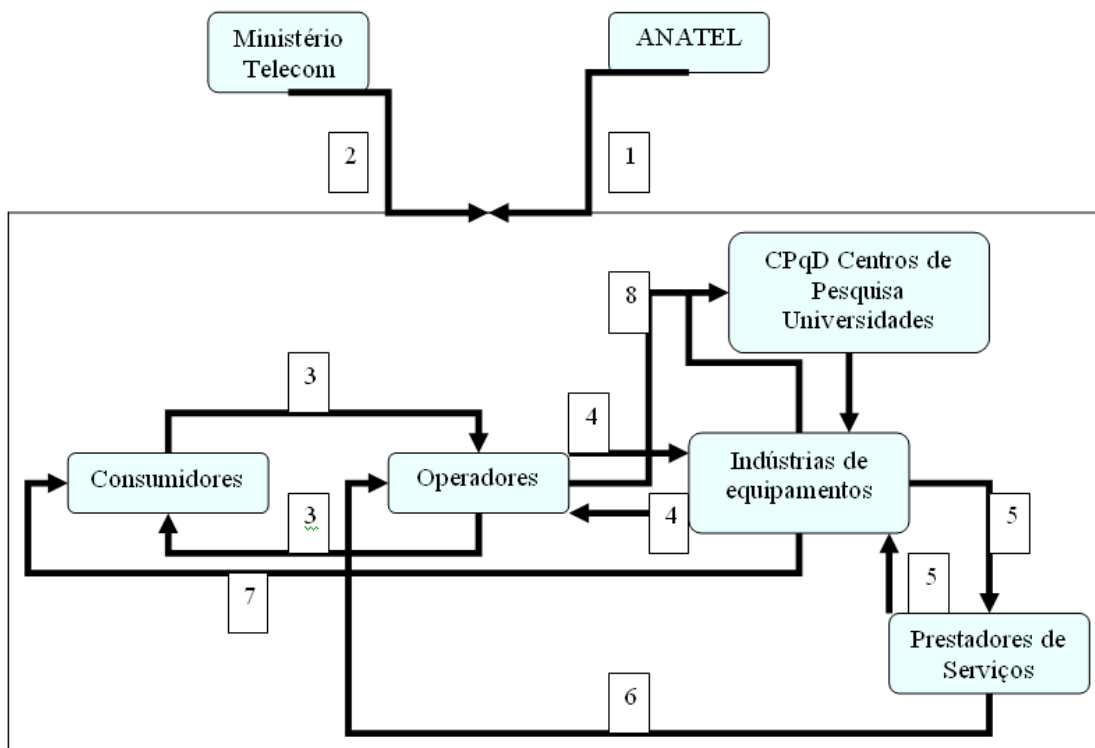 Ministério
Telecom
ANATEL
2
1
CPqD Centros de
Pesquisa
Universidades
8
3
4
Consumidores
Operadores
Indústrias de
equipamentos
3
4
5
5
7
Prestadores de
Serviços
6